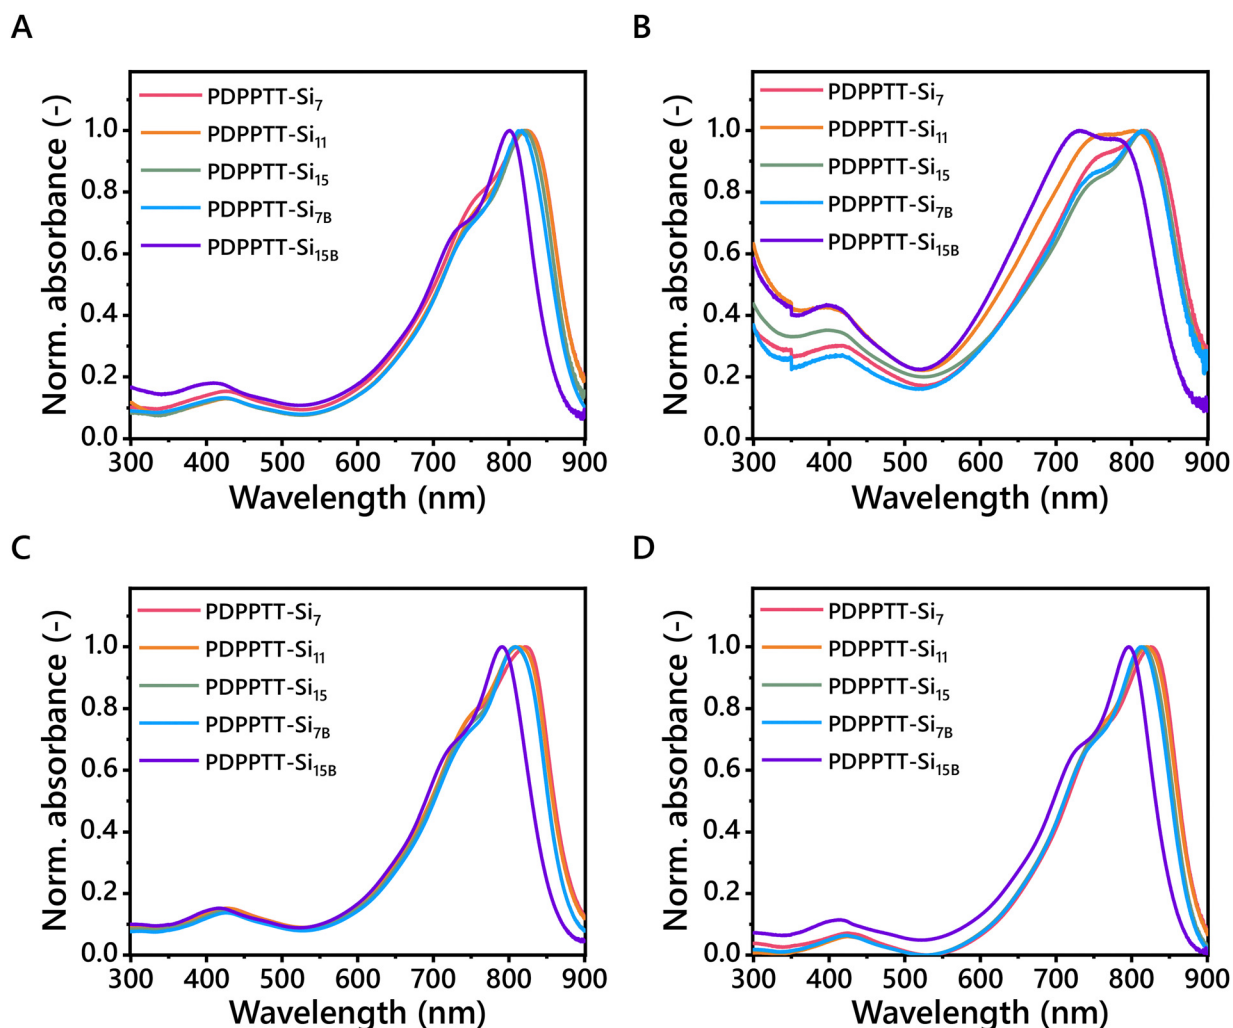 A
Norm. absorbance (-)
1.0
0.8
0.6
0.4
0.2
0.0
PDPPTT-Si₇
PDPPTT-Si₁₁
PDPPTT-Si₁₅
PDPPTT-Si₇B
PDPPTT-Si₁₅B
300 400 500 600 700 800 900
Wavelength (nm)
B
Norm. absorbance (-)
1.0
0.8
0.6
0.4
0.2
0.0
PDPPTT-Si₇
PDPPTT-Si₁₁
PDPPTT-Si₁₅
PDPPTT-Si₇B
PDPPTT-Si₁₅B
300 400 500 600 700 800 900
Wavelength (nm)
C
Norm. absorbance (-)
1.0
0.8
0.6
0.4
0.2
0.0
PDPPTT-Si₇
PDPPTT-Si₁₁
PDPPTT-Si₁₅
PDPPTT-Si₇B
PDPPTT-Si₁₅B
300 400 500 600 700 800 900
Wavelength (nm)
D
Norm. absorbance (-)
1.0
0.8
0.6
0.4
0.2
0.0
PDPPTT-Si₇
PDPPTT-Si₁₁
PDPPTT-Si₁₅
PDPPTT-Si₇B
PDPPTT-Si₁₅B
300 400 500 600 700 800 900
Wavelength (nm)